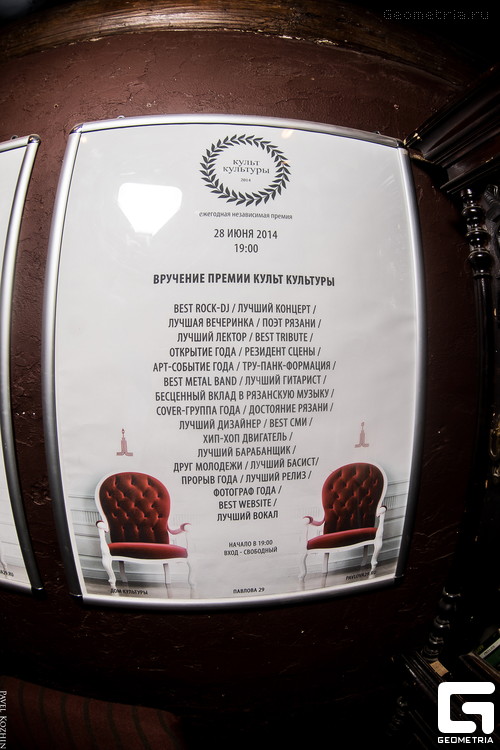 Geometria.ru
культ
культуры
2014
ежегодная независимая премия
28 ИЮНЯ 2014
19:00
ВРУЧЕНИЕ ПРЕМИИ КУЛЬТ КУЛЬТУРЫ
BEST ROCK-DJ / ЛУЧШИЙ КОНЦЕРТ /
ЛУЧШАЯ ВЕЧЕРИНКА / ПОЭТ РЯЗАНИ /
ЛУЧШИЙ ЛЕКТОР / BEST TRIBUTE /
ОТКРЫТИЕ ГОДА / РЕЗИДЕНТ СЦЕНЫ /
АРТ-СОБЫТИЕ ГОДА / ТРУ-ПАНК-ФОРМАЦИЯ /
BEST METAL BAND / ЛУЧШИЙ ГИТАРИСТ /
БЕСЦЕННЫЙ ВКЛАД В РЯЗАНСКУЮ МУЗЫКУ /
COVER-ГРУППА ГОДА / ДОСТОЯНИЕ РЯЗАНИ /
ЛУЧШИЙ ДИЗАЙНЕР / BEST СМИ /
ХИП-ХОП ДВИГАТЕЛЬ /
ЛУЧШИЙ БАРАБАНЩИК /
ДРУГ МОЛОДЕЖИ / ЛУЧШИЙ БАСИСТ/
ПРОРЫВ ГОДА / ЛУЧШИЙ РЕЛИЗ /
ФОТОГРАФ ГОДА /
BEST WEBSITE /
ЛУЧШИЙ ВОКАЛ
НАЧАЛО В 19:00
ВХОД - СВОБОДНЫЙ
ДОМ КУЛЬТУРЫ
ПАВЛОВА 29
PAVEL KOZHIN
GEOMETRIA